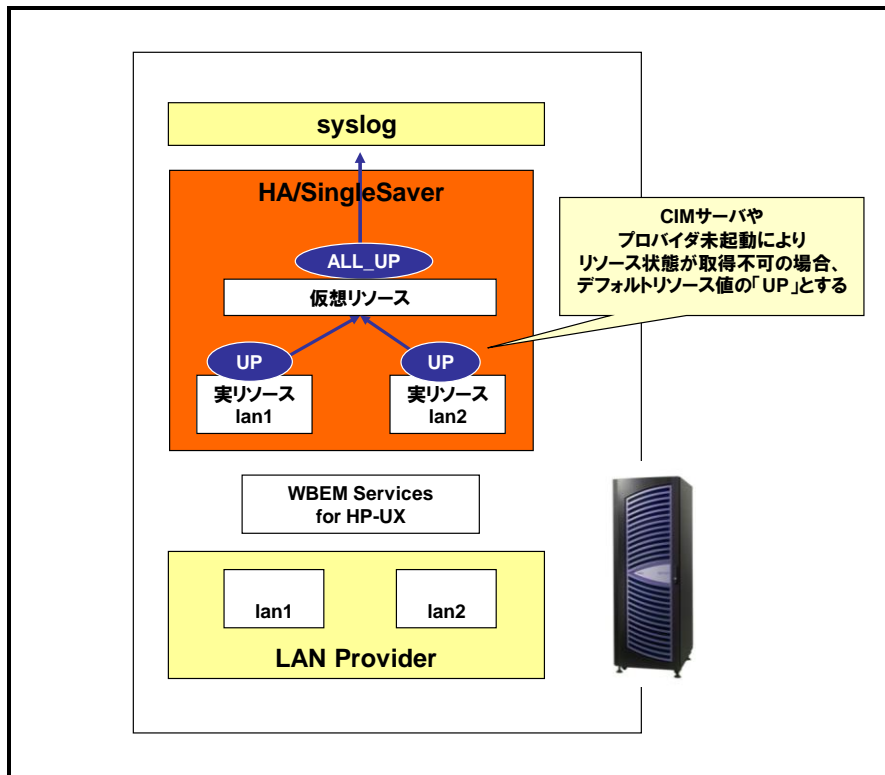 syslog
HA/SingleSaver
ALL_UP
仮想リソース
UP
UP
実リソース
lan1
実リソース
lan2
CIMサーバや
プロバイダ未起動により
リソース状態が取得不可の場合、
デフォルトリソース値の「UP」とする
WBEM Services
for HP-UX
lan1
lan2
LAN Provider